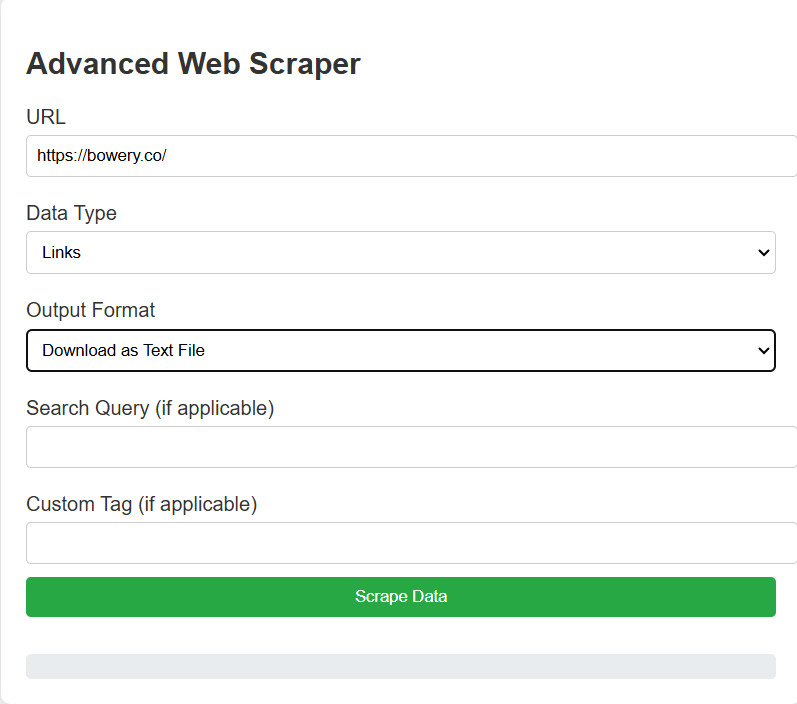 Advanced Web Scraper
URL
https://bowery.co/
Data Type
Links
Output Format
Download as Text File
Search Query (if applicable)
Custom Tag (if applicable)
Scrape Data